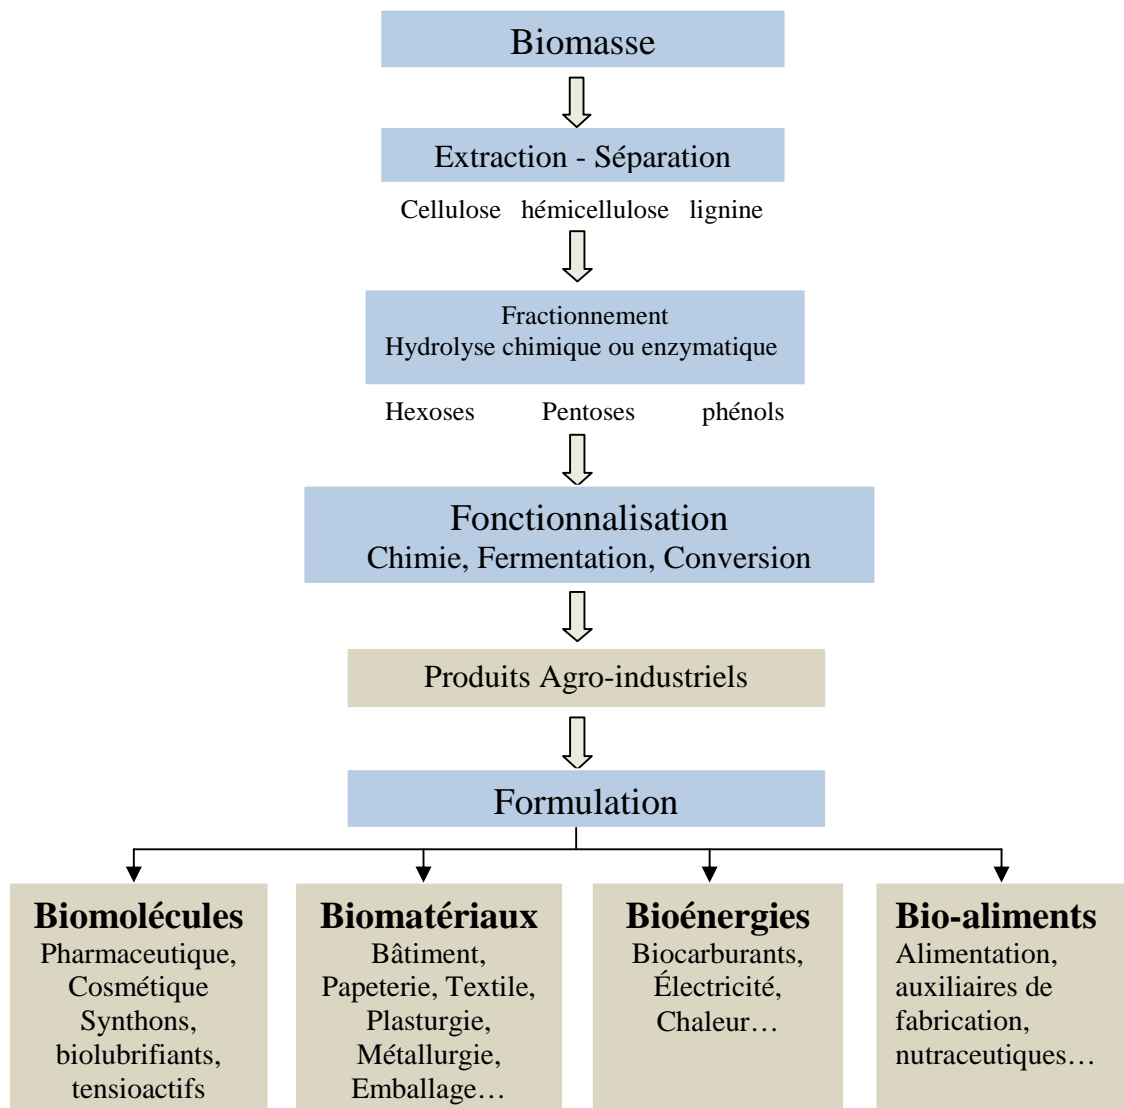 Biomasse
Extraction - Séparation
Cellulose hémicellulose lignine
Fractionnement
Hydrolyse chimique ou enzymatique
Hexoses Pentoses phénols
Fonctionnalisation
Chimie, Fermentation, Conversion
Produits Agro-industriels
Formulation
Biomolécules
Pharmaceutique,
Cosmétique
Synthons,
biolubrifiants,
tensioactifs
Biomatériaux
Bâtiment,
Papeterie, Textile,
Plasturgie,
Métallurgie,
Emballage…
Bioénergies
Biocarburants,
Électricité,
Chaleur…
Bio-aliments
Alimentation,
auxiliaires de
fabrication,
nutraceutiques…